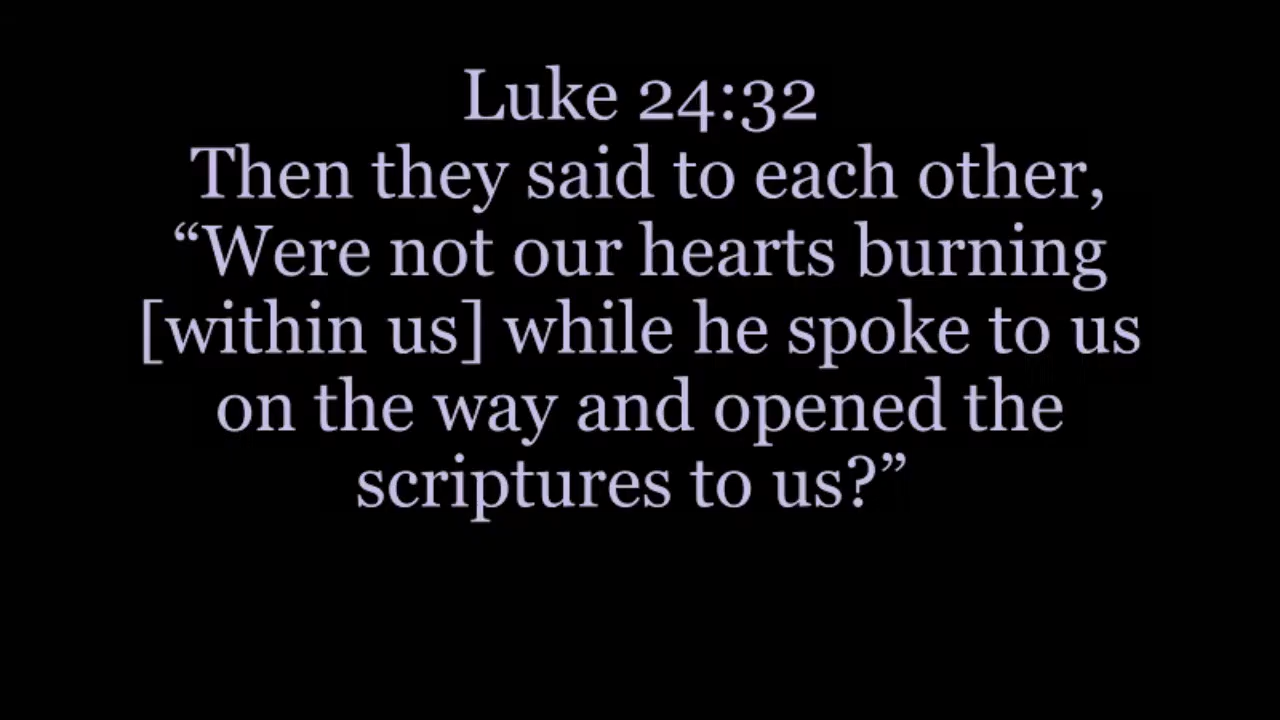 Luke 24:32
Then they said to each other,
“Were not our hearts burning
[within us] while he spoke to us
on the way and opened the
scriptures to us?”